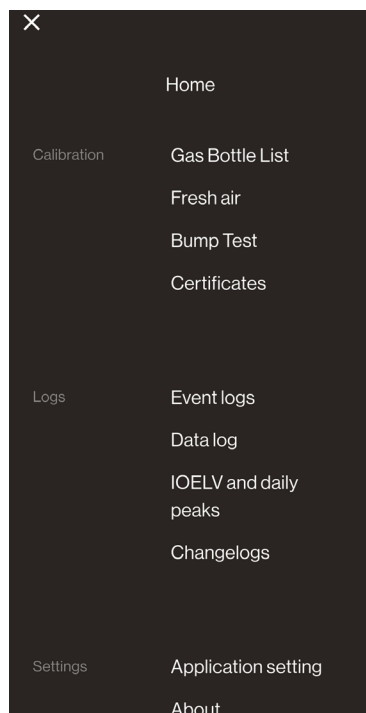 Home
Calibration
Gas Bottle List
Fresh air
Bump Test
Certificates
Logs
Event logs
Data log
IOELV and daily
peaks
Changelogs
Settings
Application setting
About